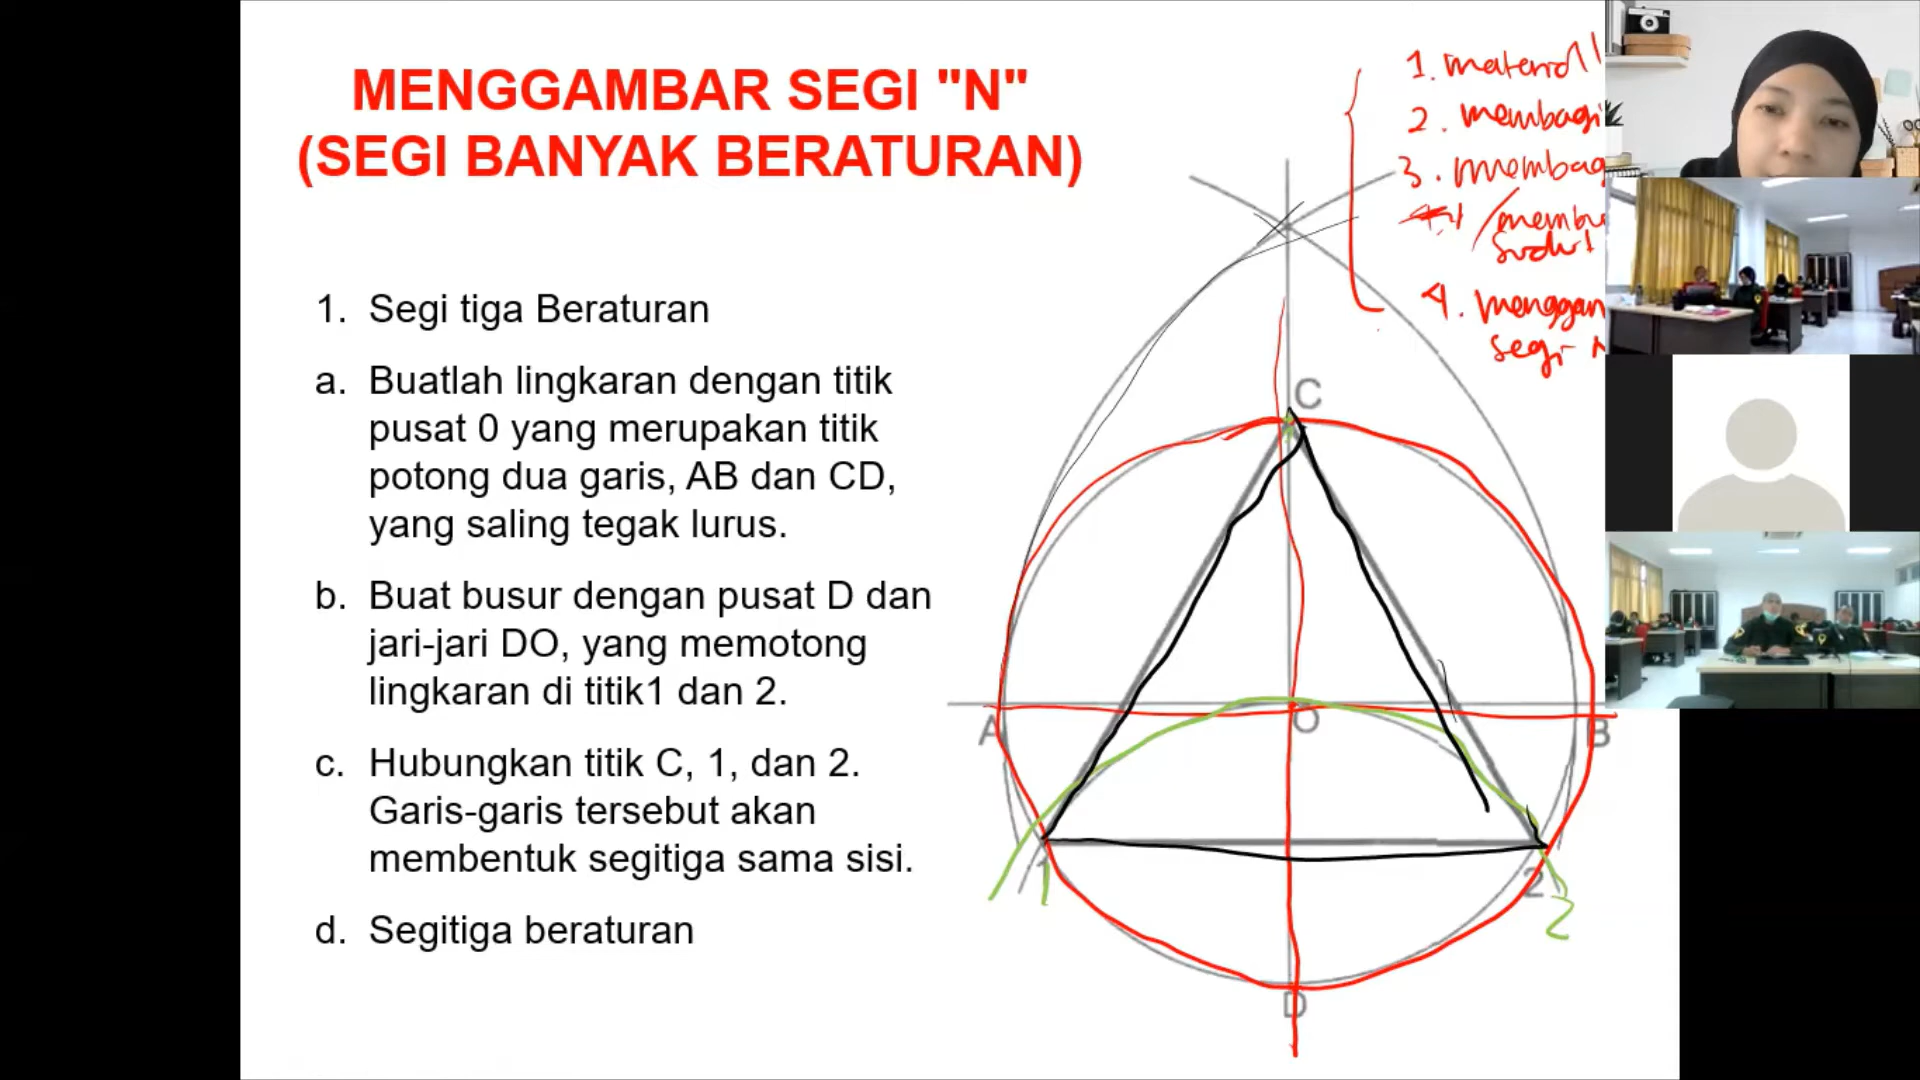 MENGGAMBAR SEGI "N"
(SEGI BANYAK BERATURAN)
1. Segi tiga Beraturan
a. Buatlah lingkaran dengan titik
pusat 0 yang merupakan titik
potong dua garis, AB dan CD,
yang saling tegak lurus.
b. Buat busur dengan pusat D dan
jari-jari DO, yang memotong
lingkaran di titik1 dan 2.
c. Hubungkan titik C, 1, dan 2.
Garis-garis tersebut akan
membentuk segitiga sama sisi.
d. Segitiga beraturan
1.
2. membagi
3. membag
membu
4. menggam
segi
C
A
O
B
1
1
2
2
D